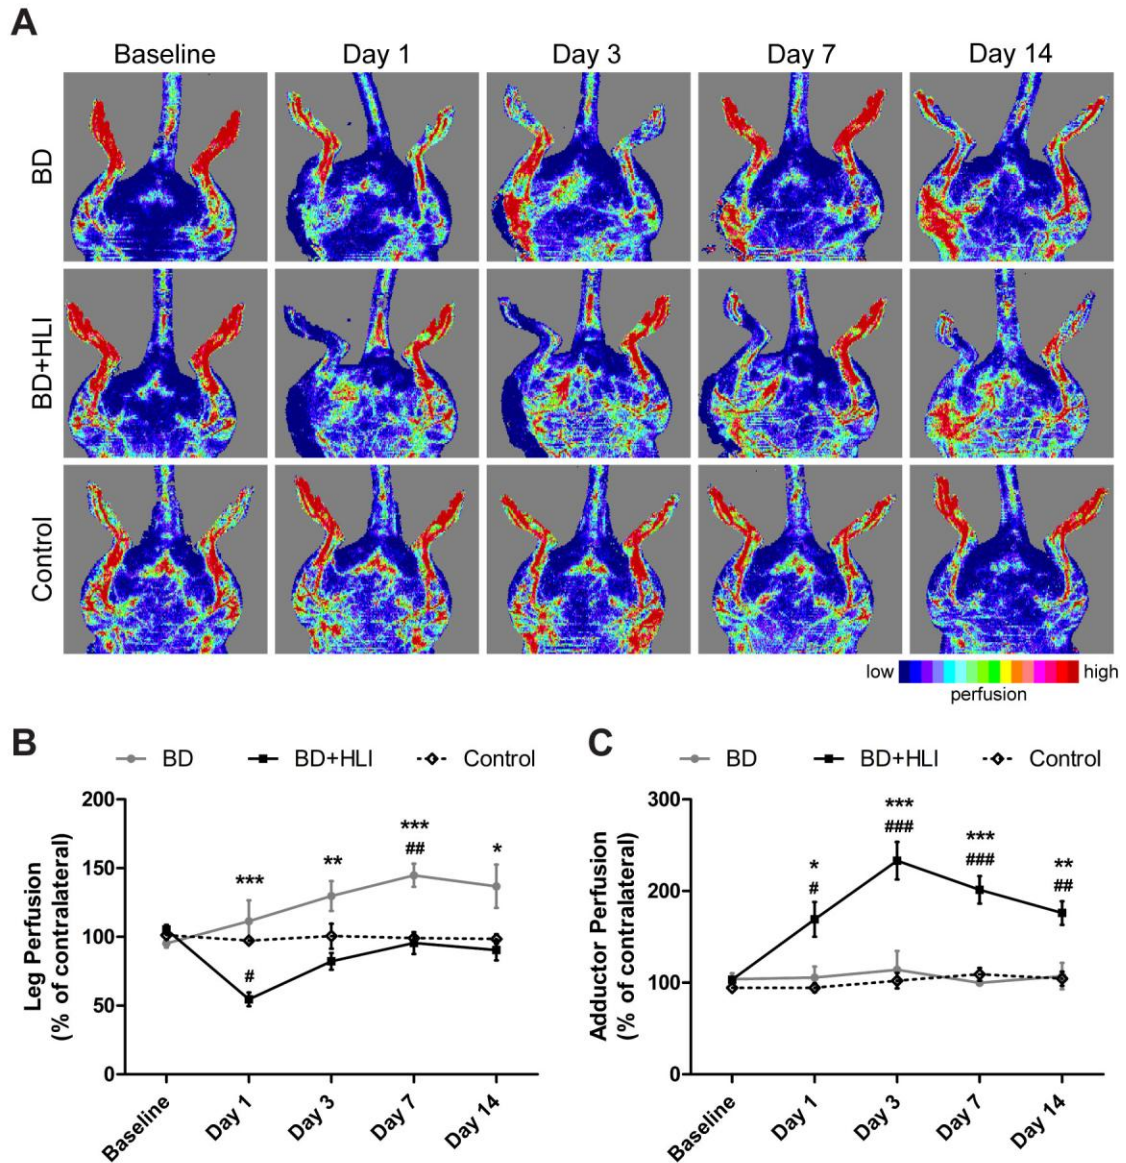 A
Baseline Day 1 Day 3 Day 7 Day 14
BD
BD+HLI
Control
low high
perfusion
B
BD BD+HLI Control
Leg Perfusion
(% of contralateral)
200
150
100
50
0
***
**
***
##
*
#
Baseline Day 1 Day 3 Day 7 Day 14
C
BD BD+HLI Control
Adductor Perfusion
(% of contralateral)
300
200
100
0
*
#
***
###
***
###
**
##
Baseline Day 1 Day 3 Day 7 Day 14